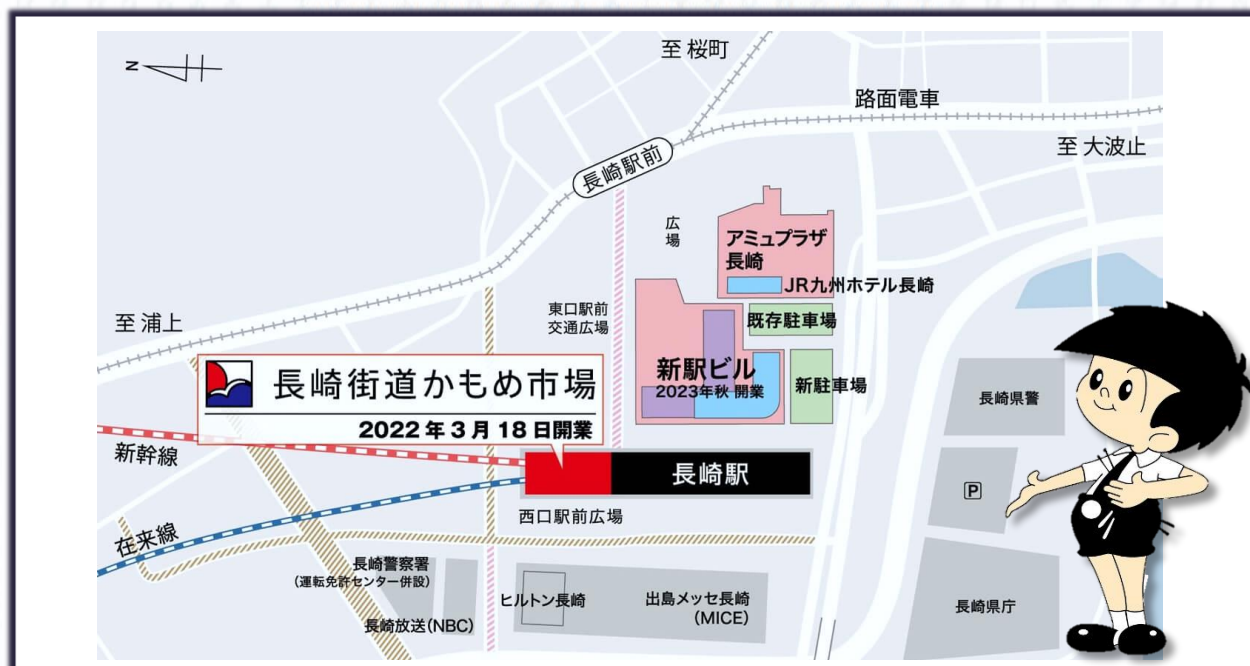 至 桜町
N
路面電車
至 大波止
長崎駅前
広
場
アミュプラザ
長崎
JR九州ホテル長崎
東口駅前
交通広場
既存駐車場
至 浦上
新駅ビル
2023年秋 開業
新駐車場
長崎街道かもめ市場
2022年3月18日開業
長崎県警
新幹線
長崎駅
P
西口駅前広場
在来線
長崎警察署
(運転免許センター併設)
ヒルトン長崎
出島メッセ長崎
(MICE)
長崎県庁
長崎放送(NBC)